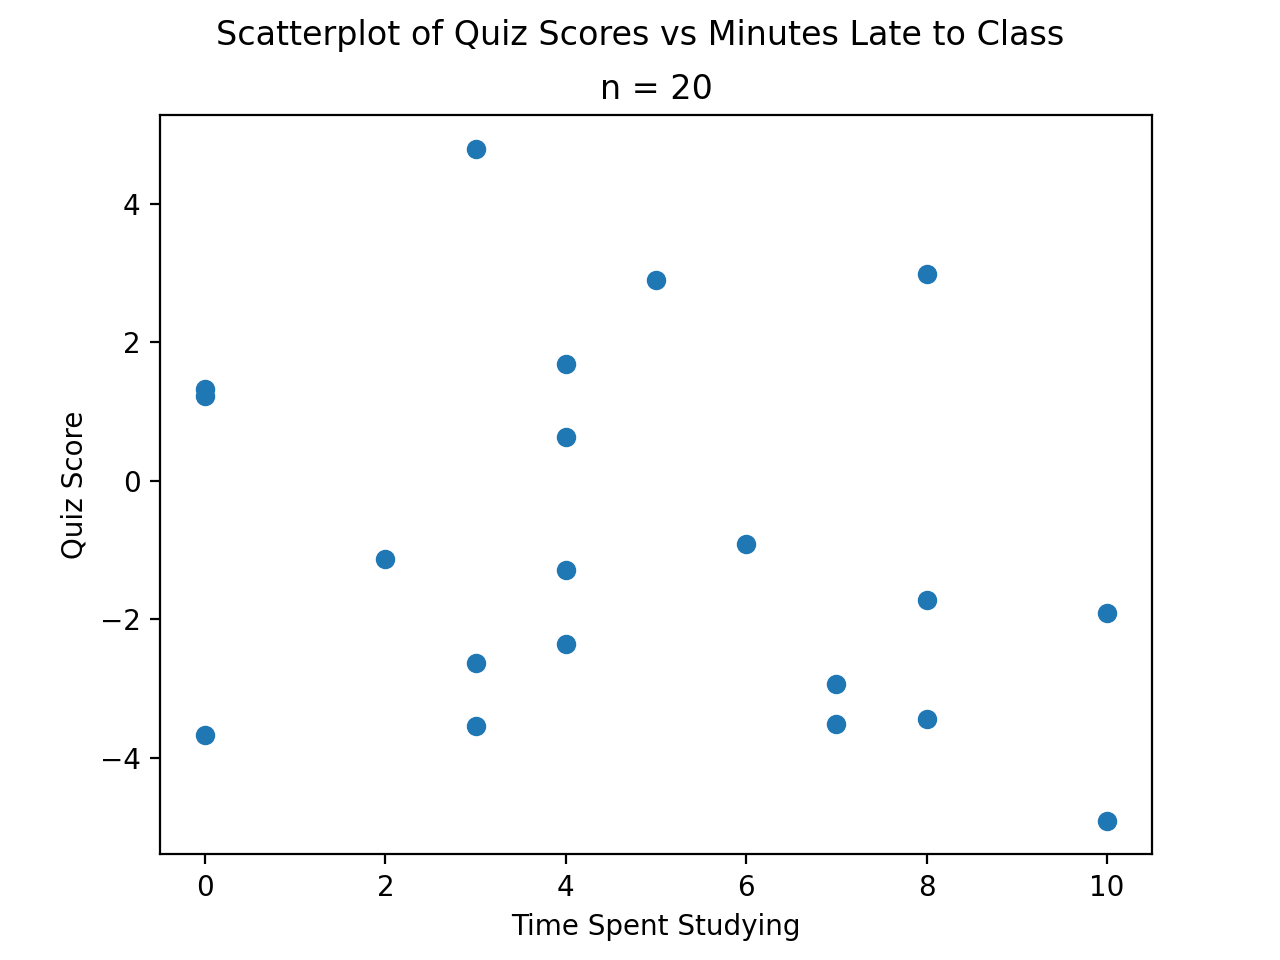 Scatterplot of Quiz Scores vs Minutes Late to Class
n = 20
4
2
0
−2
−4
Quiz Score
0 2 4 6 8 10
Time Spent Studying